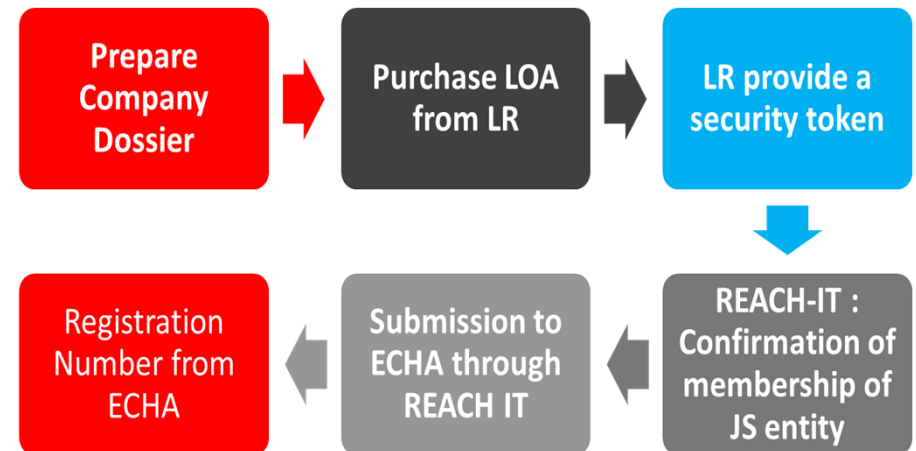 Prepare
Company
Dossier
Purchase LOA
from LR
LR provide a
security token
REACH-IT :
Confirmation of
membership of
JS entity
Submission to
ECHA through
REACH IT
Registration
Number from
ECHA